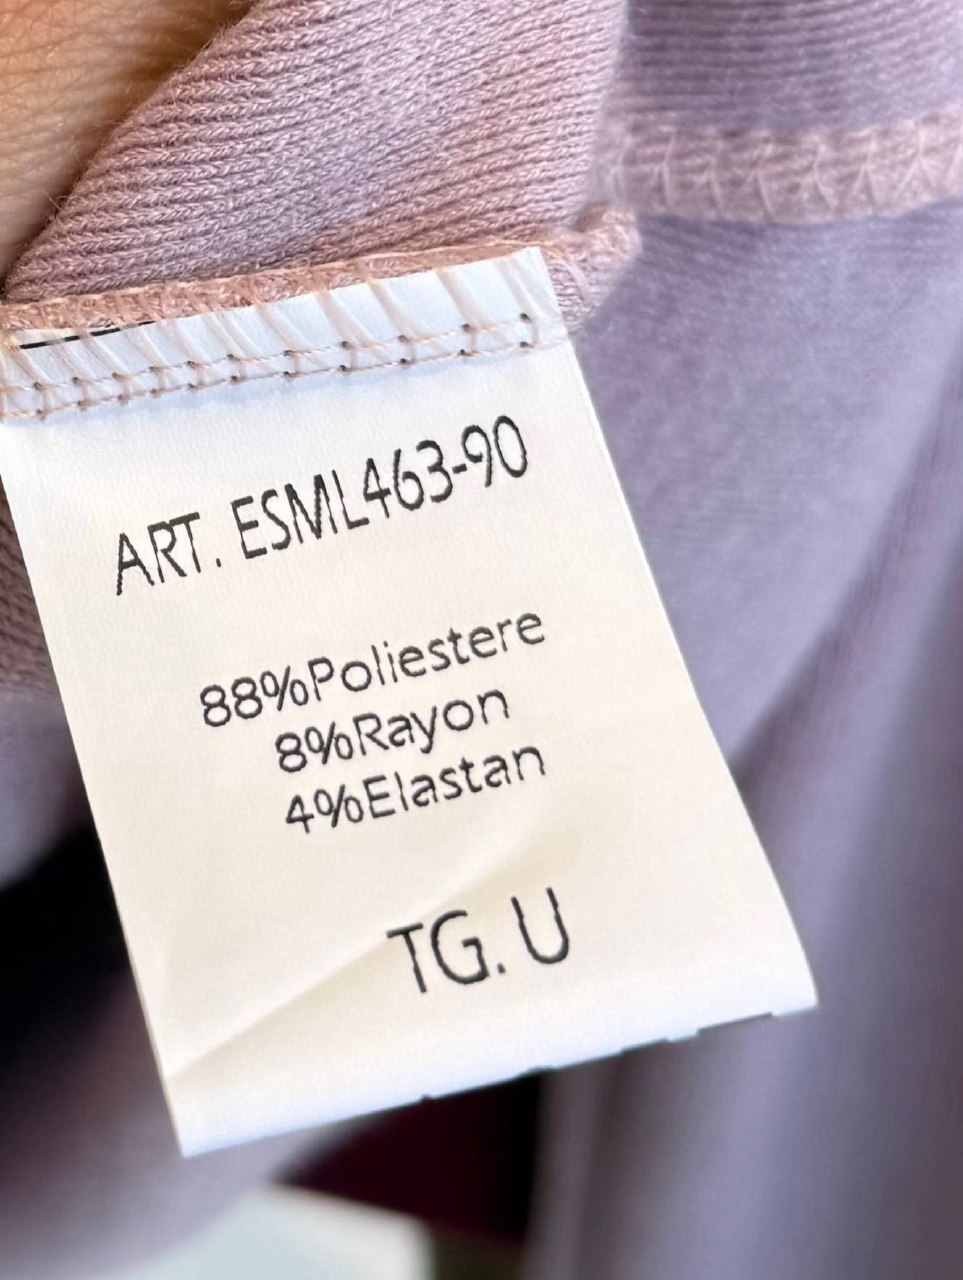 ART. ESML463-90
88%Poliestere
8%Rayon
4%Elastan
TG. U